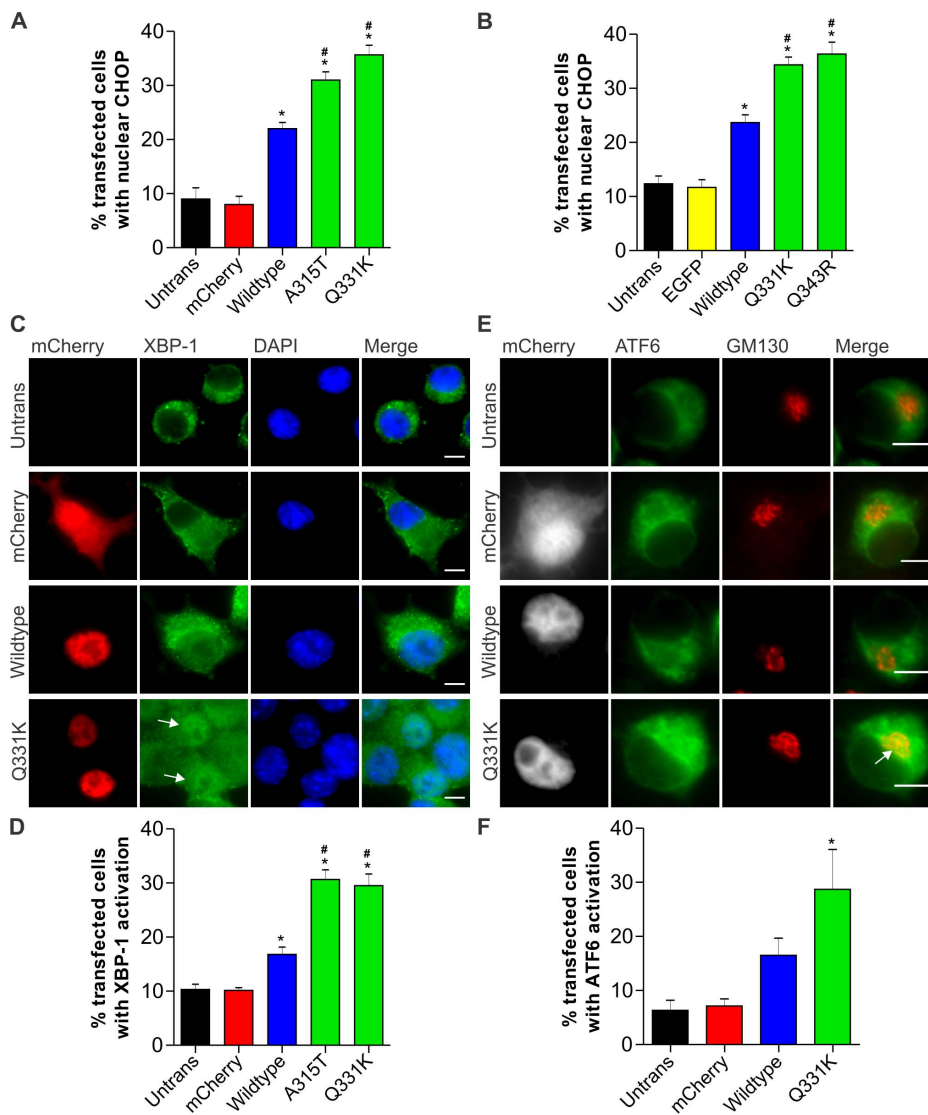 A
% transfected cells
with nuclear CHOP
40
30
20
10
0
*
#
*
#
*
Untrans
mCherry
Wildtype
A315T
Q331K
B
% transfected cells
with nuclear CHOP
40
30
20
10
0
*
#
*
#
*
Untrans
EGFP
Wildtype
Q331K
Q343R
C
mCherry XBP-1 DAPI Merge
Untrans
mCherry
Wildtype
Q331K
E
mCherry ATF6 GM130 Merge
Untrans
mCherry
Wildtype
Q331K
D
% transfected cells
with XBP-1 activation
40
30
20
10
0
*
#
*
#
*
Untrans
mCherry
Wildtype
A315T
Q331K
F
% transfected cells
with ATF6 activation
40
30
20
10
0
*
Untrans
mCherry
Wildtype
Q331K